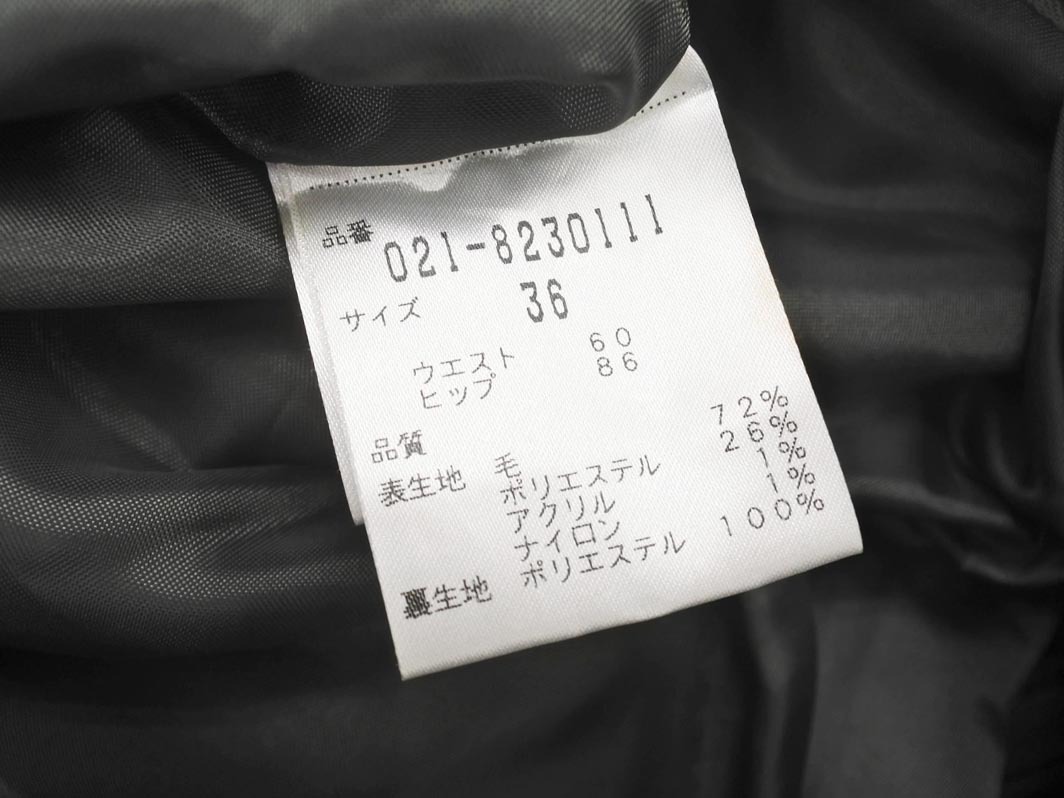 品番 021-8230111
サイズ 36
ウエスト 60
ヒップ 86
品質
表生地 毛 72%
ポリエステル 26%
アクリル 1%
ナイロン 1%
裏生地 ポリエステル 100%